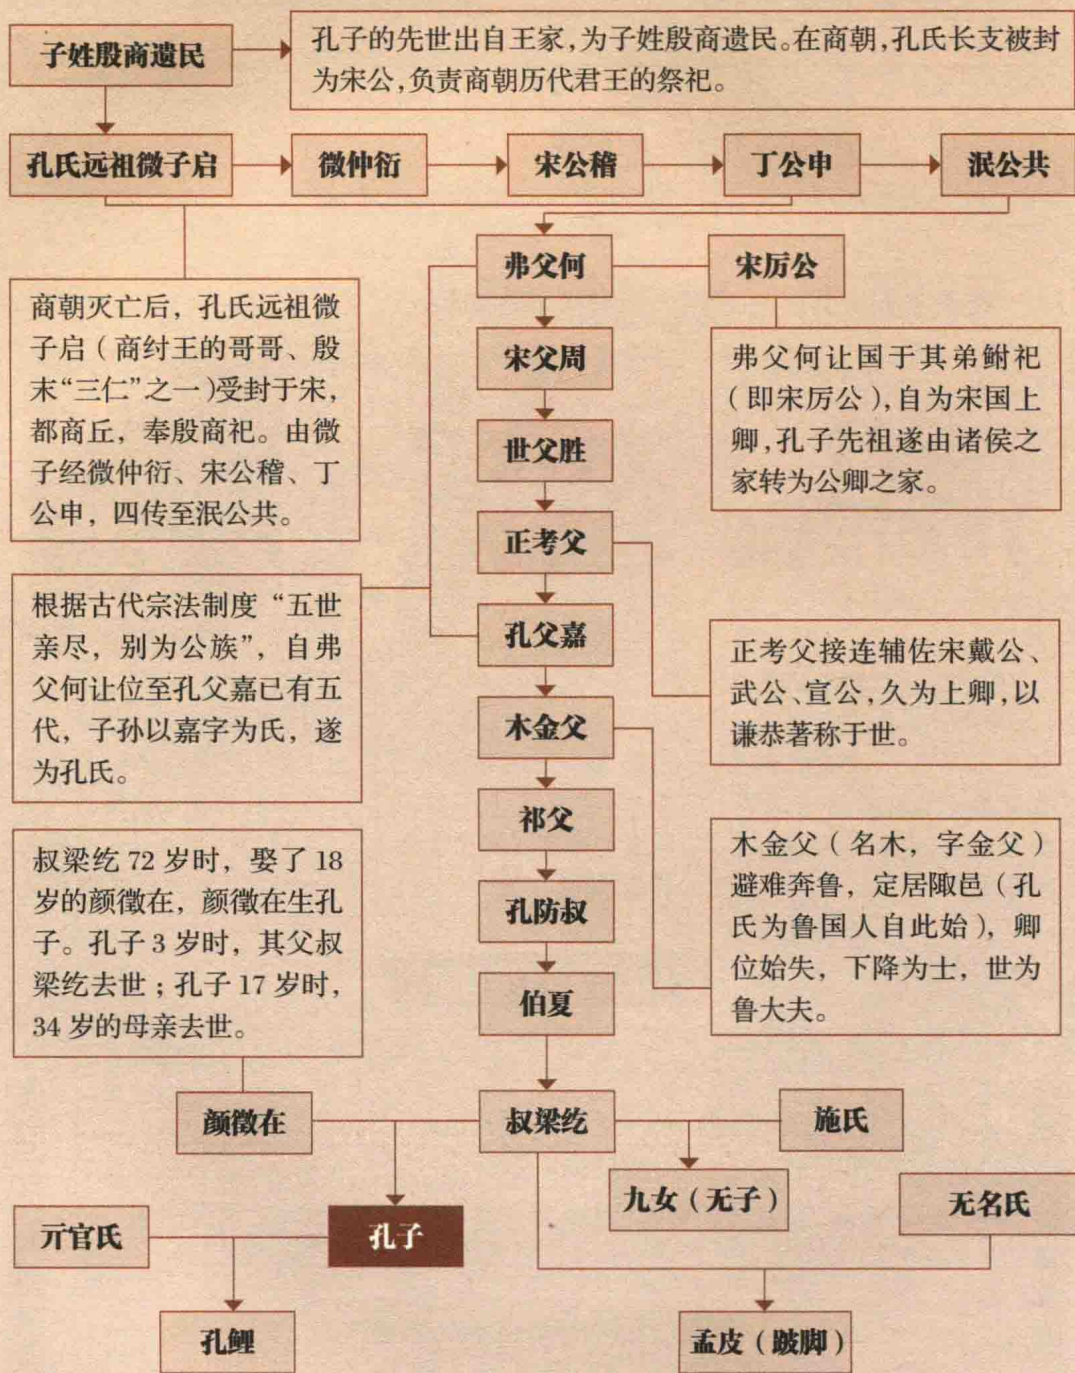 子姓殷商遗民
孔子的先世出自王家，为子姓殷商遗民。在商朝，孔氏长支被封
为宋公，负责商朝历代君王的祭祀。
孔氏远祖微子启
微仲衍
宋公稽
丁公申
泯公共
弗父何
宋厉公
商朝灭亡后，孔氏远祖微
子启（商纣王的哥哥、殷
末“三仁”之一）受封于宋，
都商丘，奉殷商祀。由微
子经微仲衍、宋公稽、丁
公申，四传至泯公共。
宋父周
弗父何让国于其弟鲋祀
（即宋厉公），自为宋国上
卿，孔子先祖遂由诸侯之
家转为公卿之家。
世父胜
正考父
根据古代宗法制度“五世
亲尽，别为公族”，自弗
父何让位至孔父嘉已有五
代，子孙以嘉字为氏，遂
为孔氏。
孔父嘉
正考父接连辅佐宋戴公、
武公、宣公，久为上卿，以
谦恭著称于世。
木金父
祁父
叔梁纥 72 岁时，娶了 18
岁的颜徵在，颜徵在生孔
子。孔子 3 岁时，其父叔
梁纥去世；孔子 17 岁时，
34 岁的母亲去世。
孔防叔
木金父（名木，字金父）
避难奔鲁，定居陬邑（孔
氏为鲁国人自此始），卿
位始失，下降为士，世为
鲁大夫。
伯夏
颜徵在
叔梁纥
施氏
九女（无子）
无名氏
亓官氏
孔子
孔鲤
孟皮（跛脚）